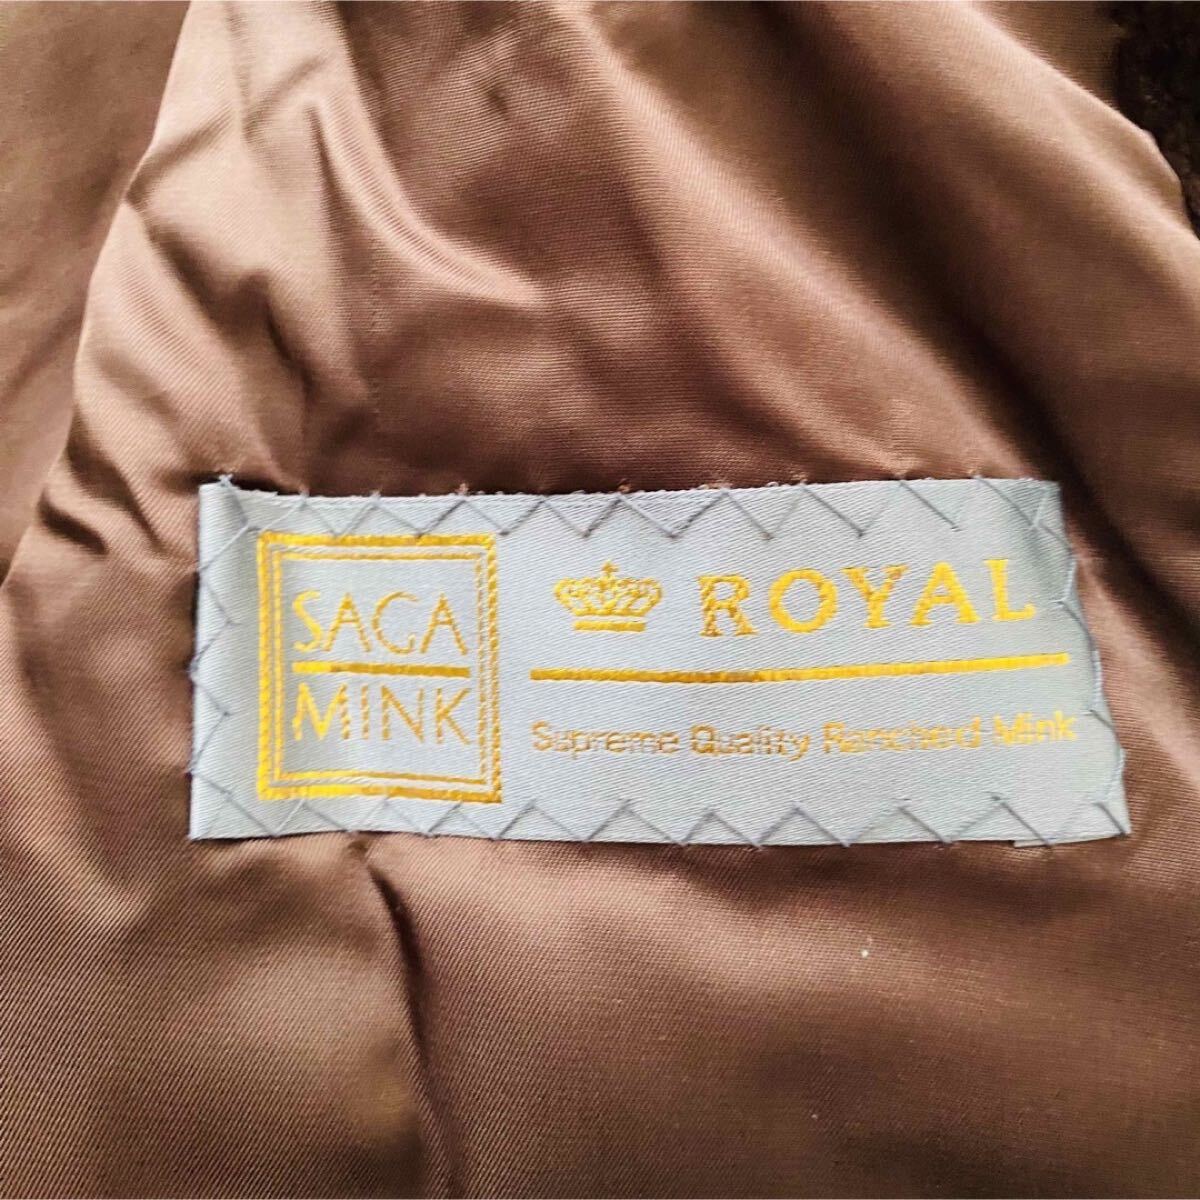 SAGA
MINK
ROYAL
Supreme Quality Ranched Mink